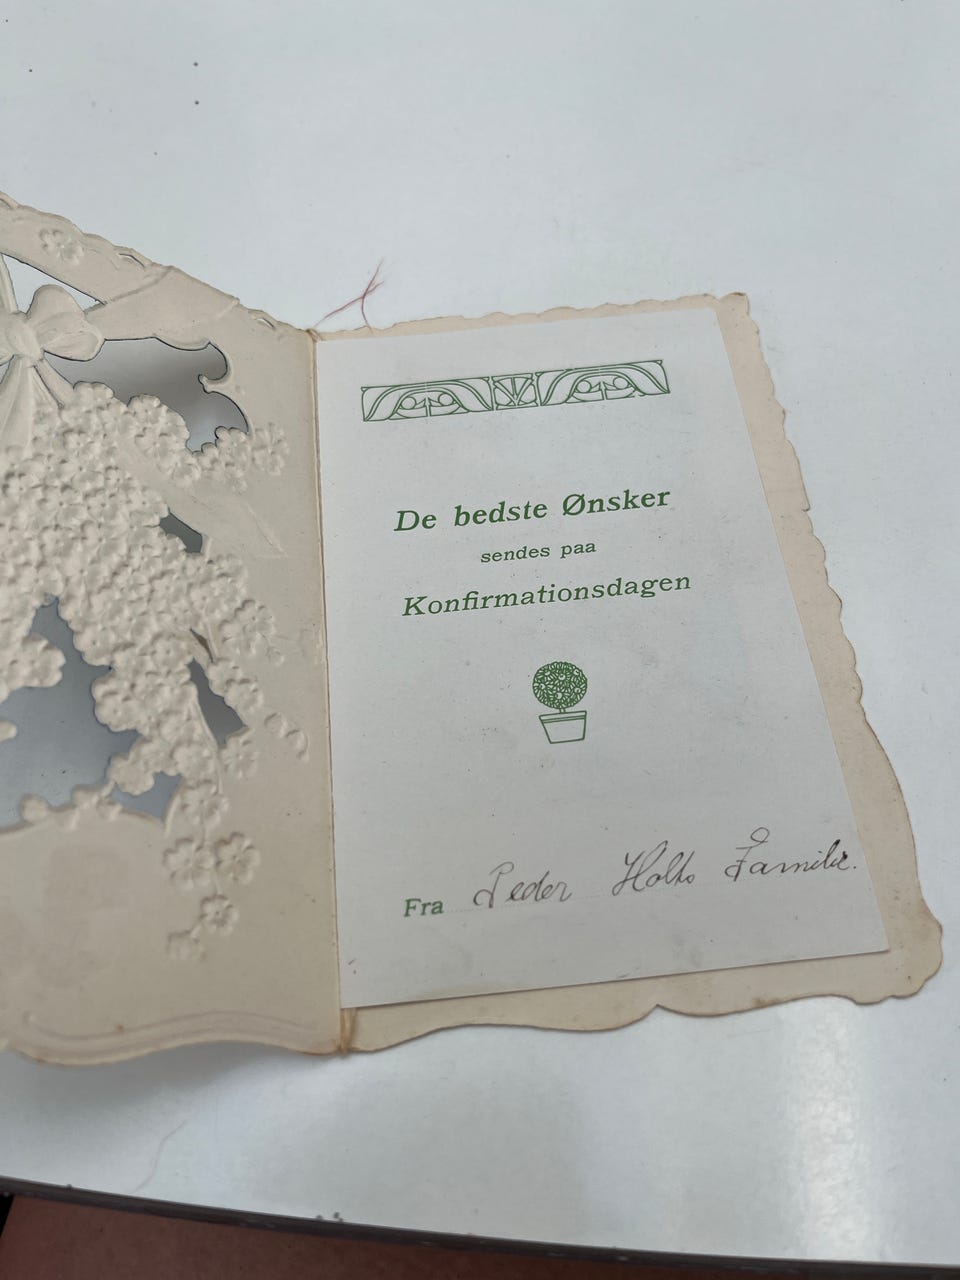 De bedste Ønsker
sendes paa
Konfirmationsdagen
Fra Peder Holts Familie.